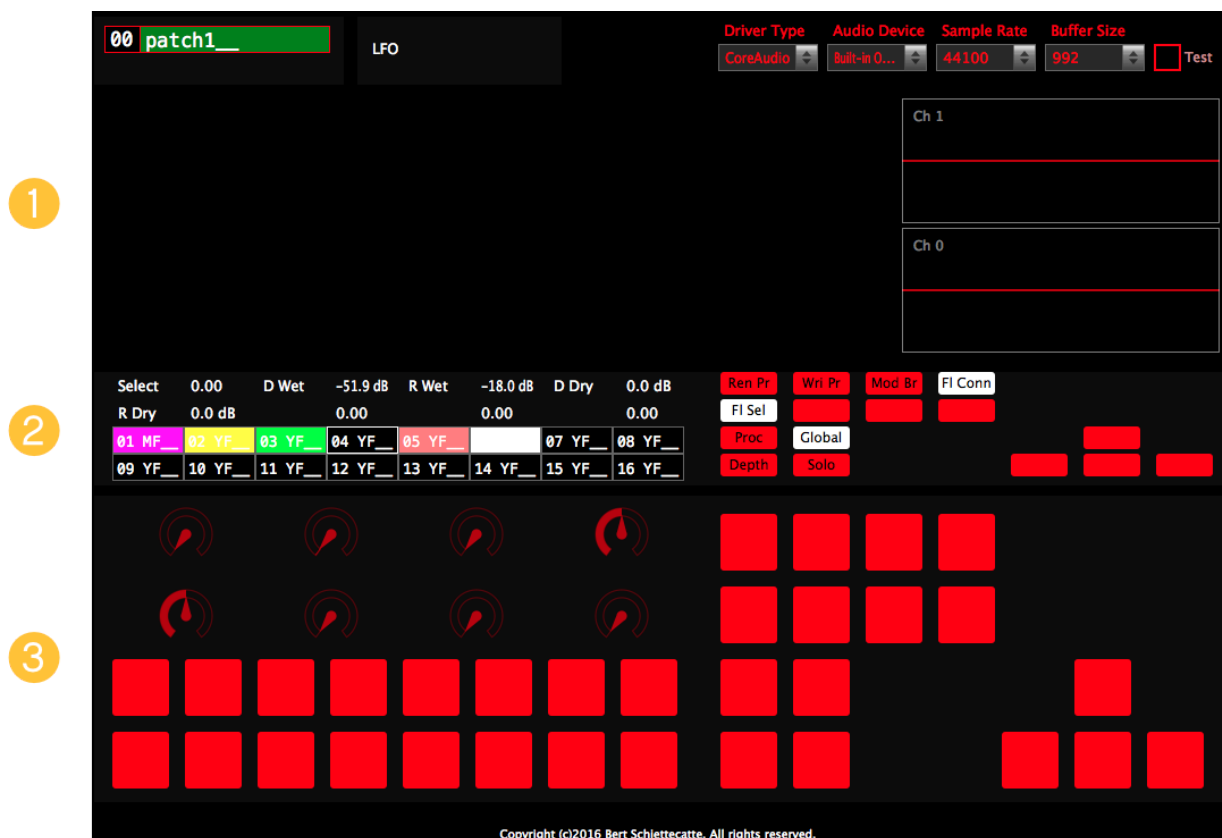 00 patch1__
LFO
Driver Type Audio Device Sample Rate Buffer Size
CoreAudio Built-in O... 44100 992 Test
Ch 1
1
Ch 0
Select 0.00 D Wet -51.9 dB R Wet -18.0 dB D Dry 0.0 dB
R Dry 0.0 dB 0.00 0.00 0.00
01 MF__ 02 YF__ 03 YF__ 04 YF__ 05 YF__ 07 YF__ 08 YF__
09 YF__ 10 YF__ 11 YF__ 12 YF__ 13 YF__ 14 YF__ 15 YF__ 16 YF__
Ren Pr Wri Pr Mod Br Fl Conn
Fl Sel
Proc Global
Depth Solo
2
3
Copyright (c)2016 Bert Schiettecatte. All rights reserved.